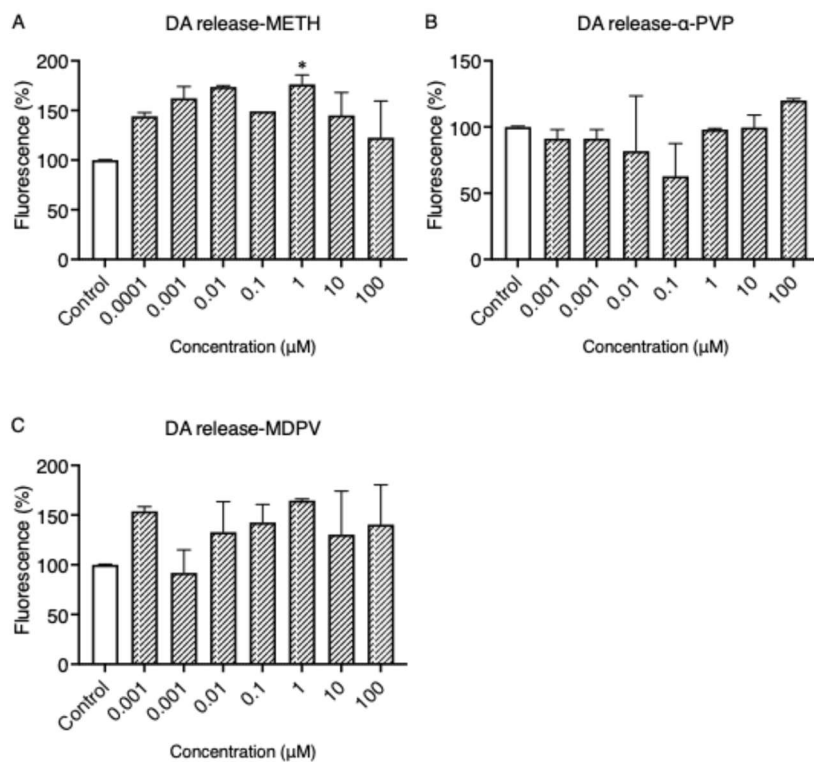 A
DA release-METH
Fluorescence (%)
200
150
100
50
0
*
Control
0.0001
0.001
0.01
0.1
1
10
100
Concentration (µM)
B
DA release-α-PVP
Fluorescence (%)
150
100
50
0
Control
0.001
0.001
0.01
0.1
1
10
100
Concentration (µM)
C
DA release-MDPV
Fluorescence (%)
200
150
100
50
0
Control
0.001
0.001
0.01
0.1
1
10
100
Concentration (µM)